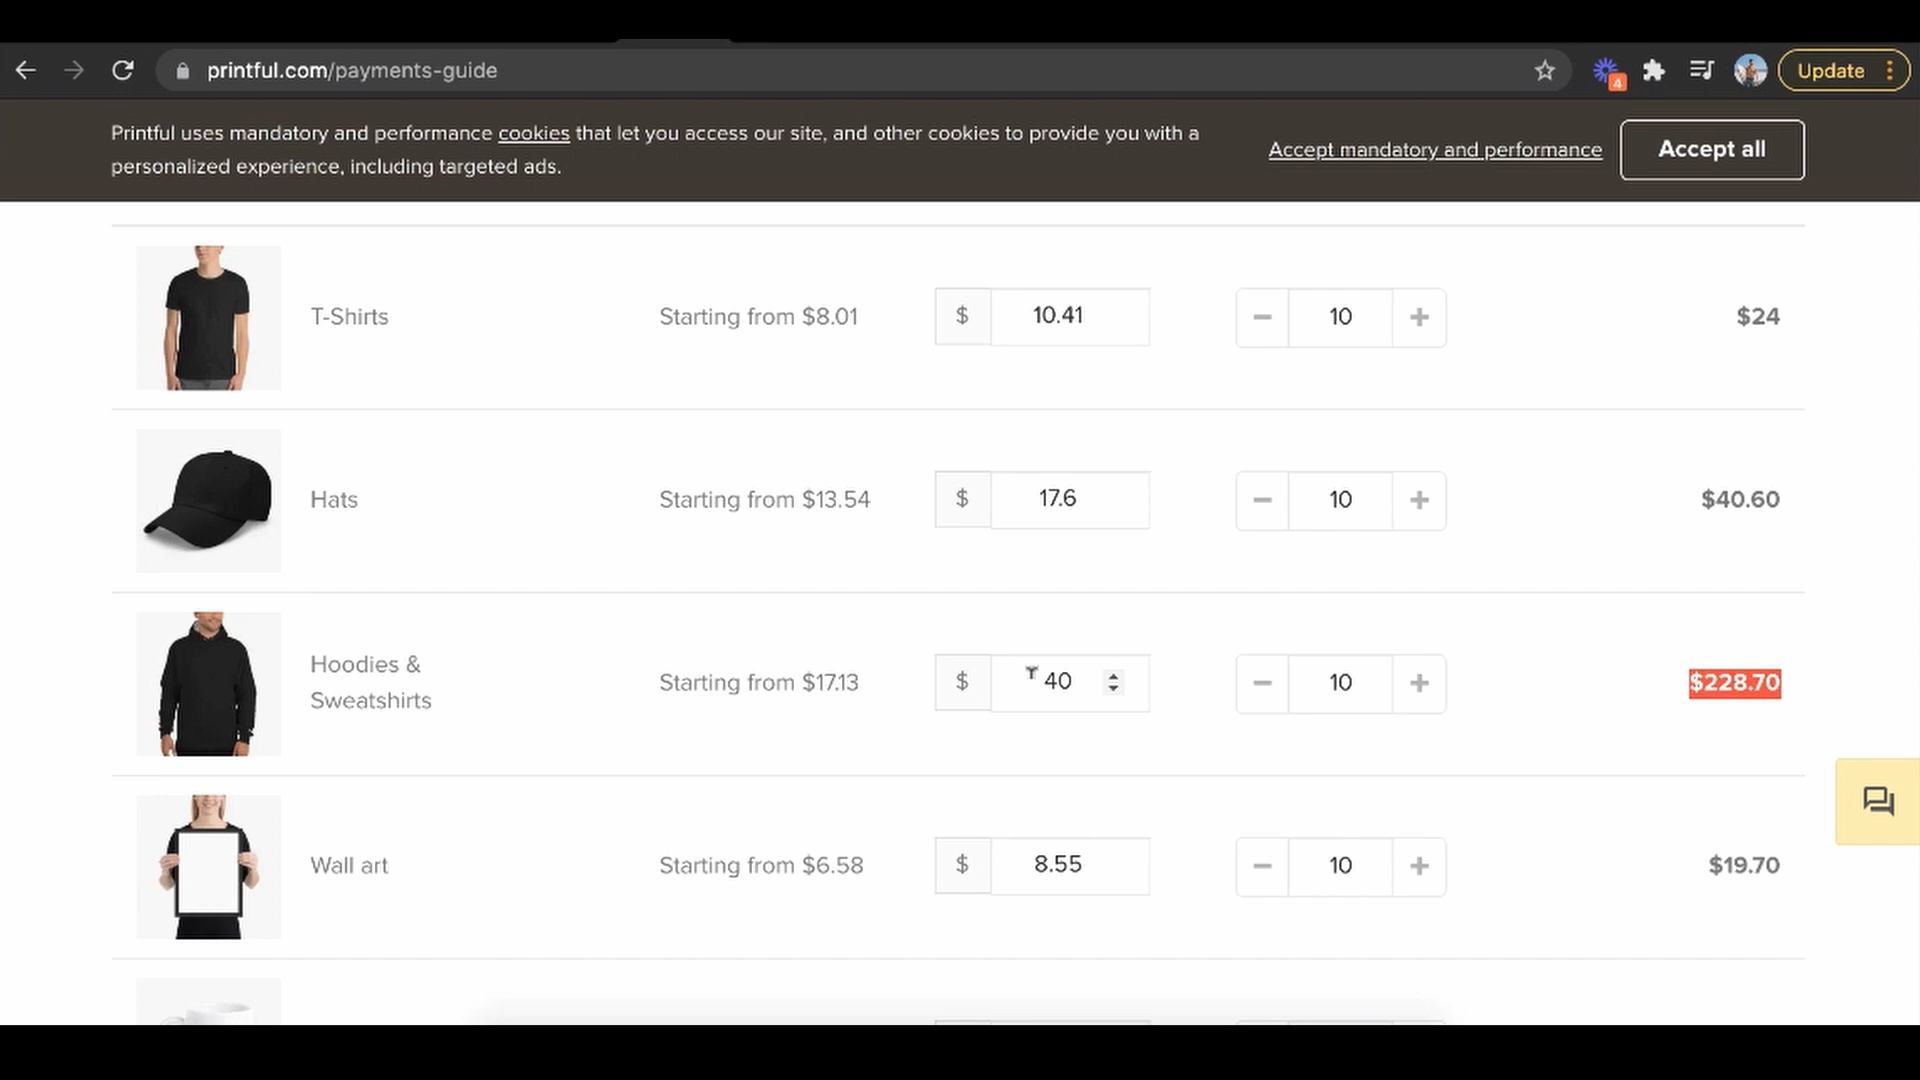 printful.com/payments-guide
4
Update
Printful uses mandatory and performance cookies that let you access our site, and other cookies to provide you with a
personalized experience, including targeted ads.
Accept mandatory and performance
Accept all
T-Shirts Starting from $8.01 $ 10.41 − 10 + $24
Hats Starting from $13.54 $ 17.6 − 10 + $40.60
Hoodies &
Sweatshirts
Starting from $17.13 $ 40 − 10 + $228.70
Wall art Starting from $6.58 $ 8.55 − 10 + $19.70